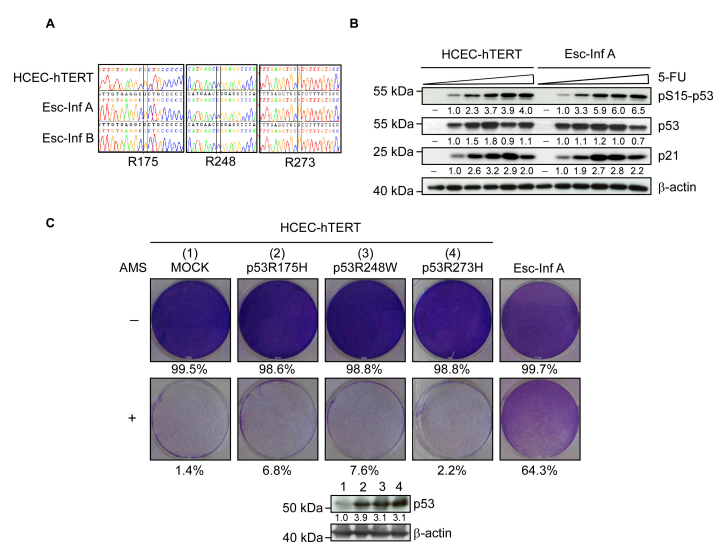 A
HCEC-hTERT
Esc-Inf A
Esc-Inf B
R175 R248 R273
B
HCEC-hTERT Esc-Inf A
5-FU
55 kDa pS15-p53
– 1.0 2.3 3.7 3.9 4.0 – 1.0 3.3 5.9 6.0 6.5
55 kDa p53
– 1.0 1.5 1.8 0.9 1.1 – 1.0 1.1 1.2 1.0 0.7
25 kDa p21
– 1.0 2.6 3.2 2.9 2.0 – 1.0 1.9 2.7 2.8 2.2
40 kDa β-actin
C
HCEC-hTERT
(1) (2) (3) (4)
AMS MOCK p53R175H p53R248W p53R273H Esc-Inf A
–
99.5% 98.6% 98.8% 98.8% 99.7%
+
1.4% 6.8% 7.6% 2.2% 64.3%
1 2 3 4
50 kDa p53
1.0 3.9 3.1 3.1
40 kDa β-actin